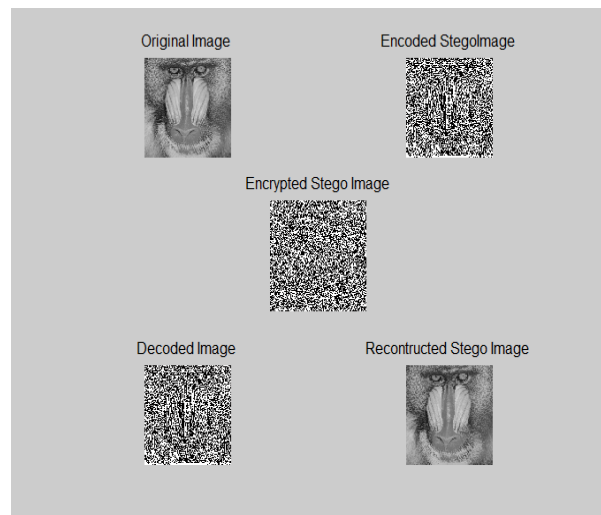 Original Image
Encoded StegoImage
Encrypted Stego Image
Decoded Image
Recontructed Stego Image